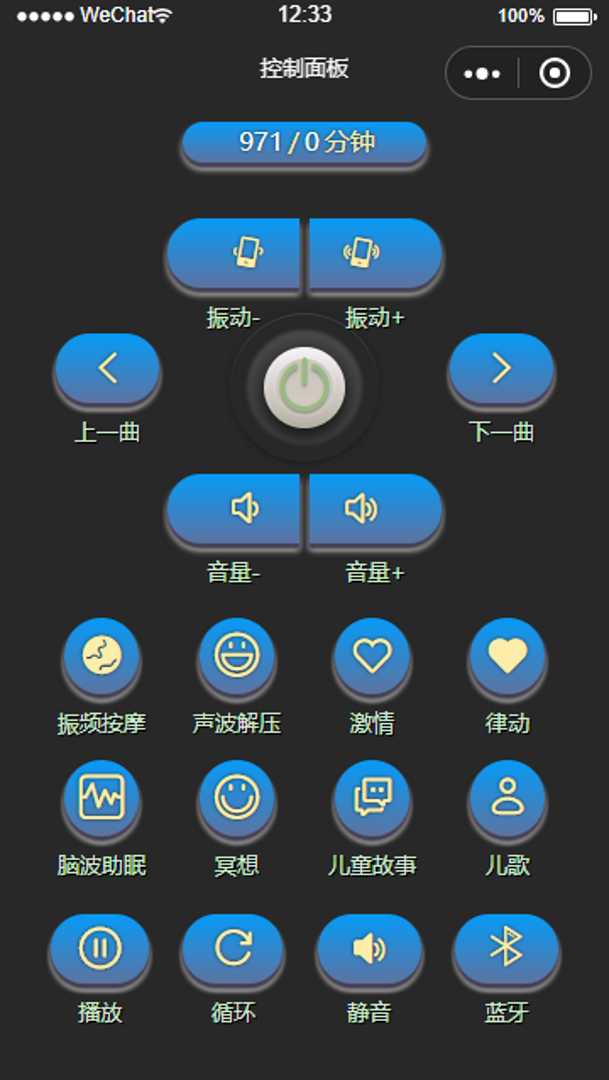 WeChat 12:33 100%
控制面板
971 / 0 分钟
振动- 振动+
上一曲 下一曲
音量- 音量+
振频按摩 声波解压 激情 律动
脑波助眠 冥想 儿童故事 儿歌
播放 循环 静音 蓝牙